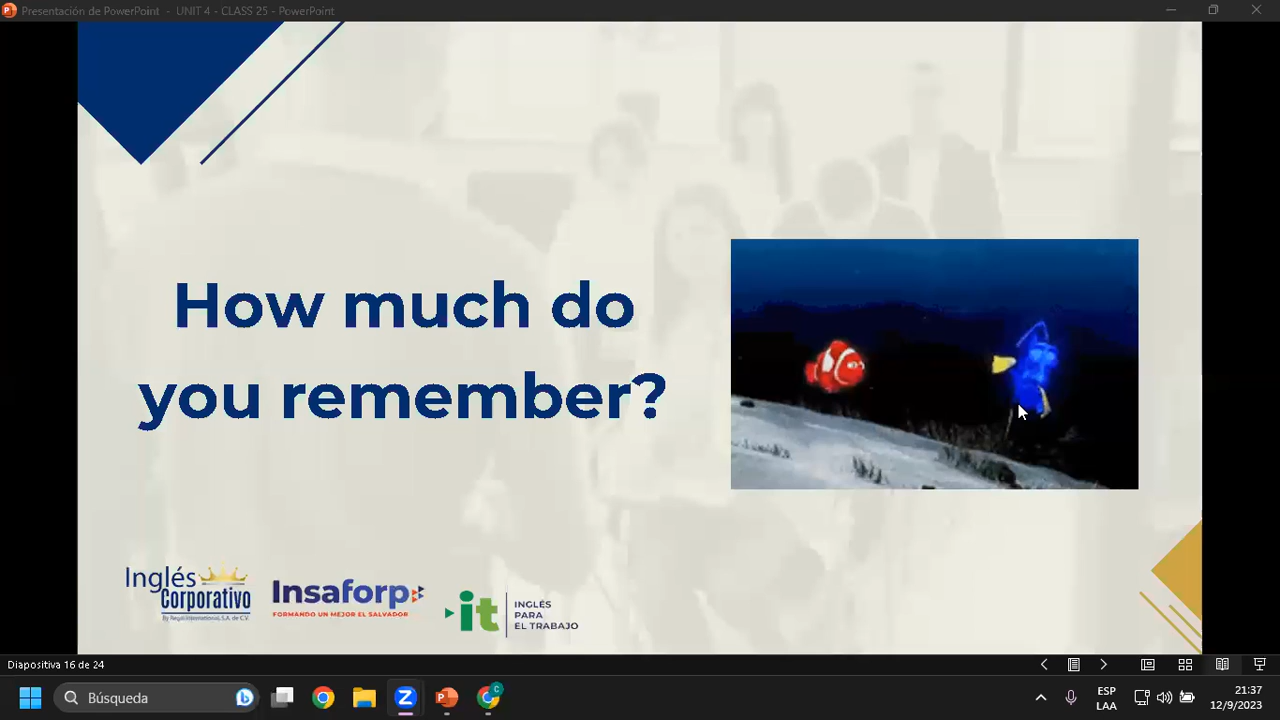 Presentación de PowerPoint - UNIT 4 - CLASS 25 - PowerPoint
How much do
you remember?
Inglés
Corporativo
By Regal International, S.A. de C.V.
Insaforp
FORMANDO UN MEJOR EL SALVADOR
it
INGLÉS
PARA
EL TRABAJO
Diapositiva 16 de 24
Búsqueda
ESP
LAA
21:37
12/9/2023